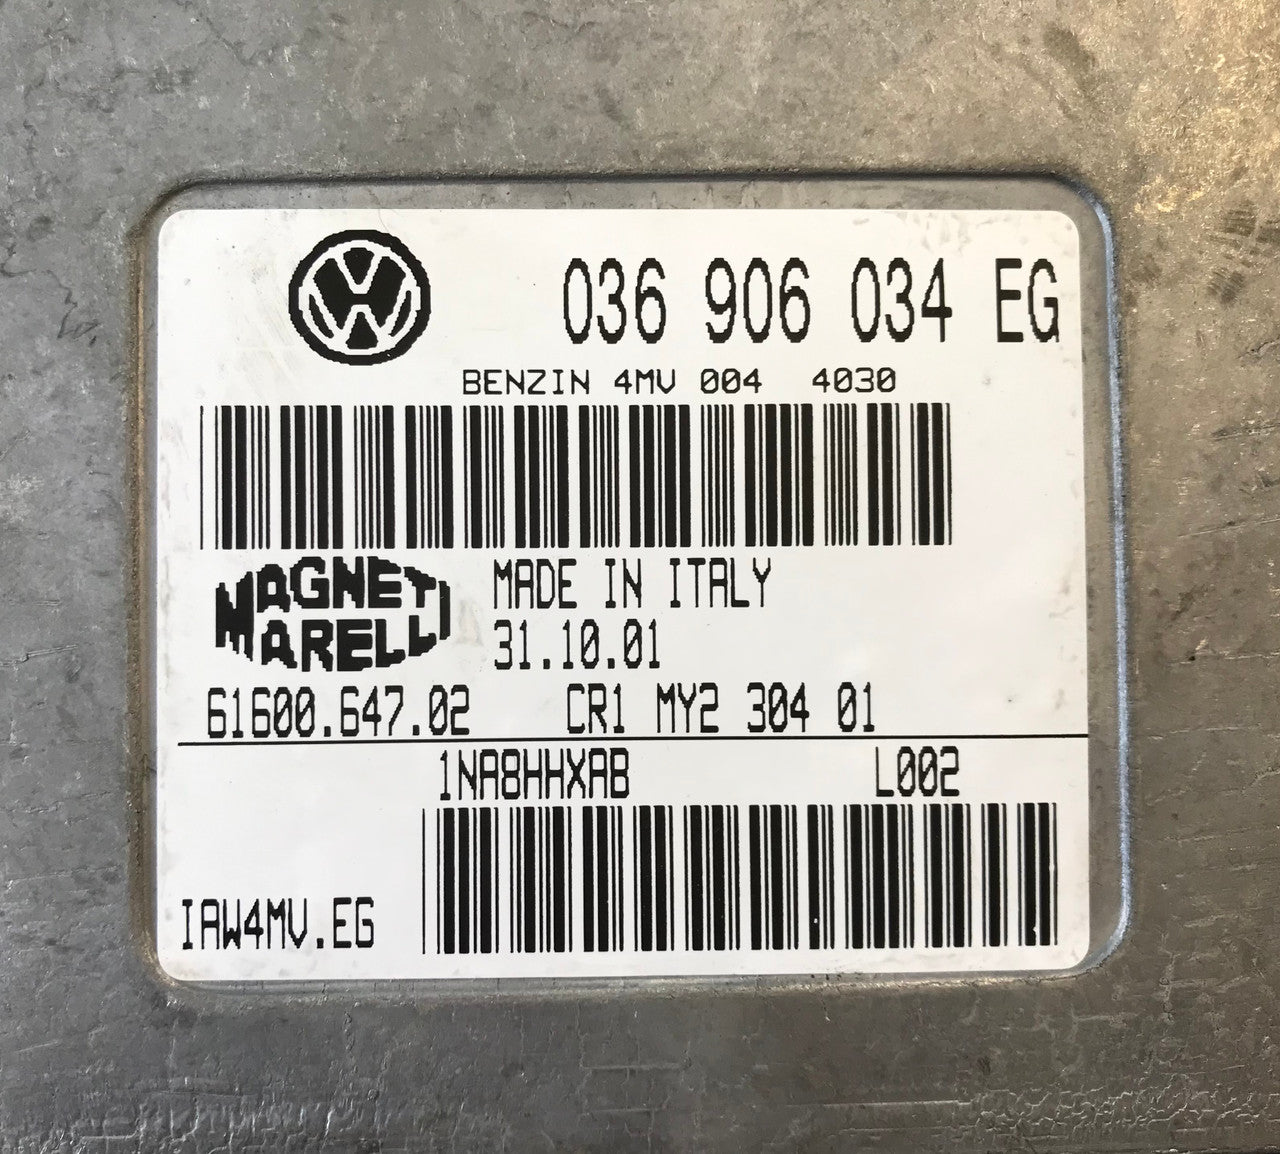 036 906 034 EG
BENZIN 4MV 004 4030
MAGNETI
MARELLI
MADE IN ITALY
31.10.01
61600.647.02 CR1 MY2 304 01
1NA8HHXAB L002
IAW4MV.EG